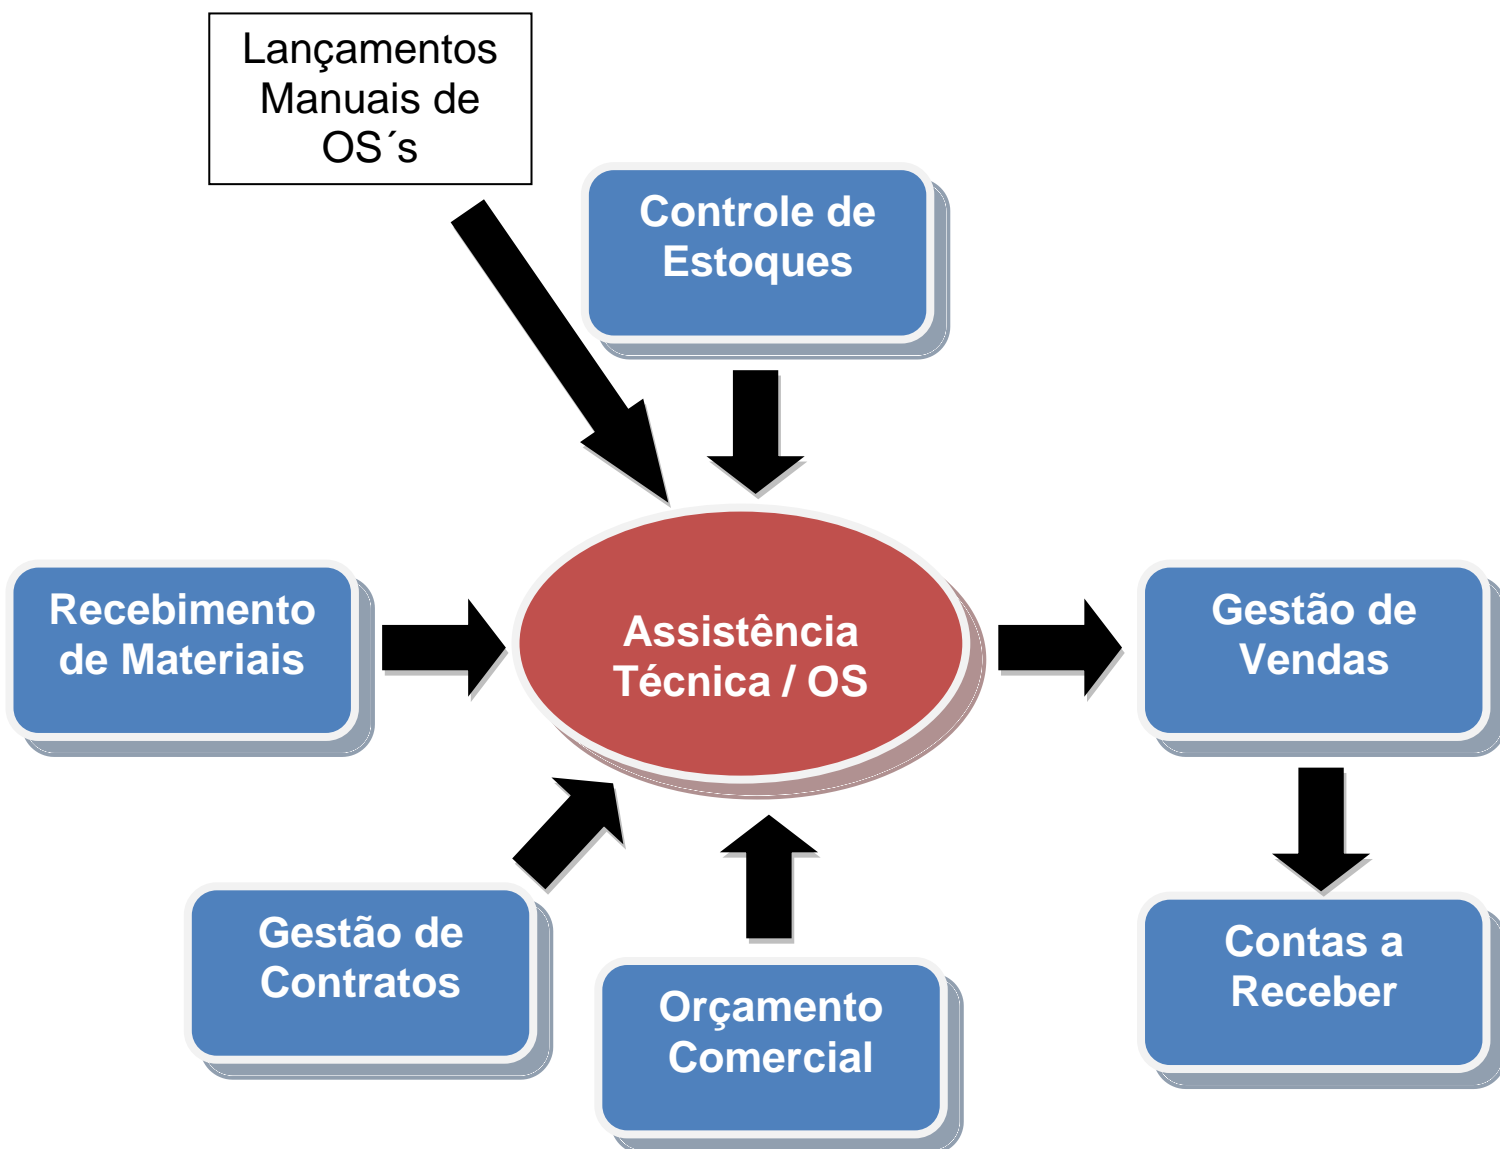 Lançamentos
Manuais de
OS´s
Controle de
Estoques
Recebimento
de Materiais
Assistência
Técnica / OS
Gestão de
Vendas
Gestão de
Contratos
Orçamento
Comercial
Contas a
Receber